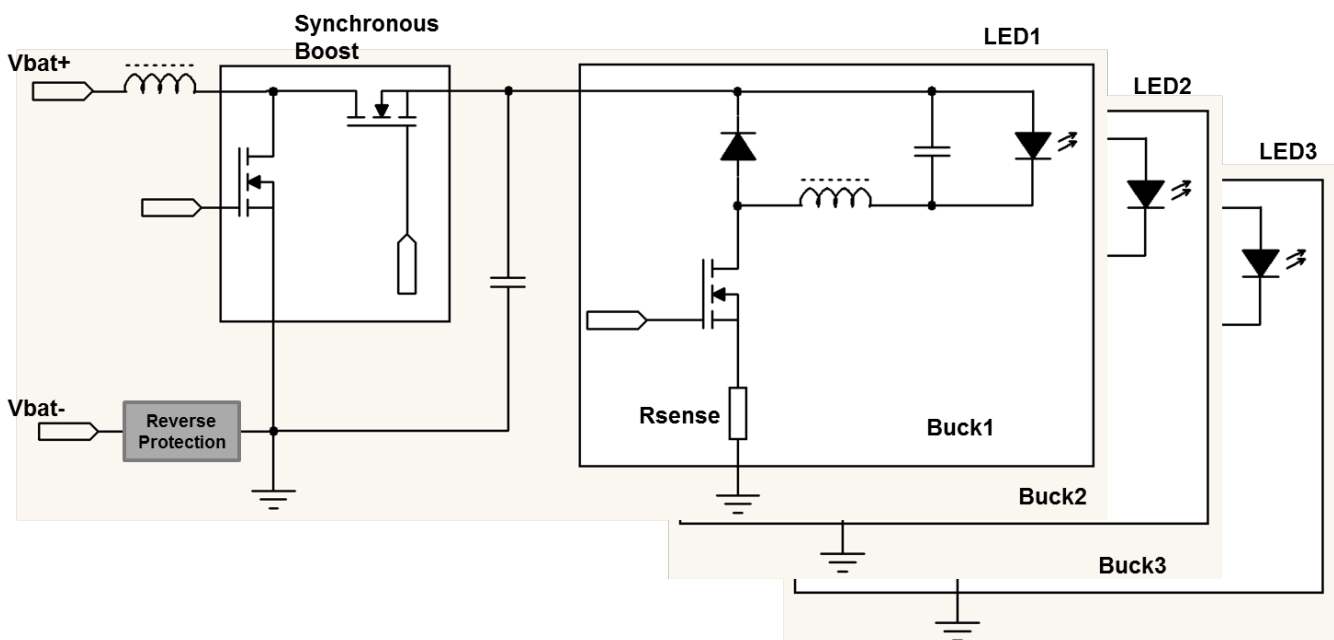 Synchronous
Boost
LED1
Vbat+
LED2
LED3
Vbat-
Reverse
Protection
Rsense
Buck1
Buck2
Buck3